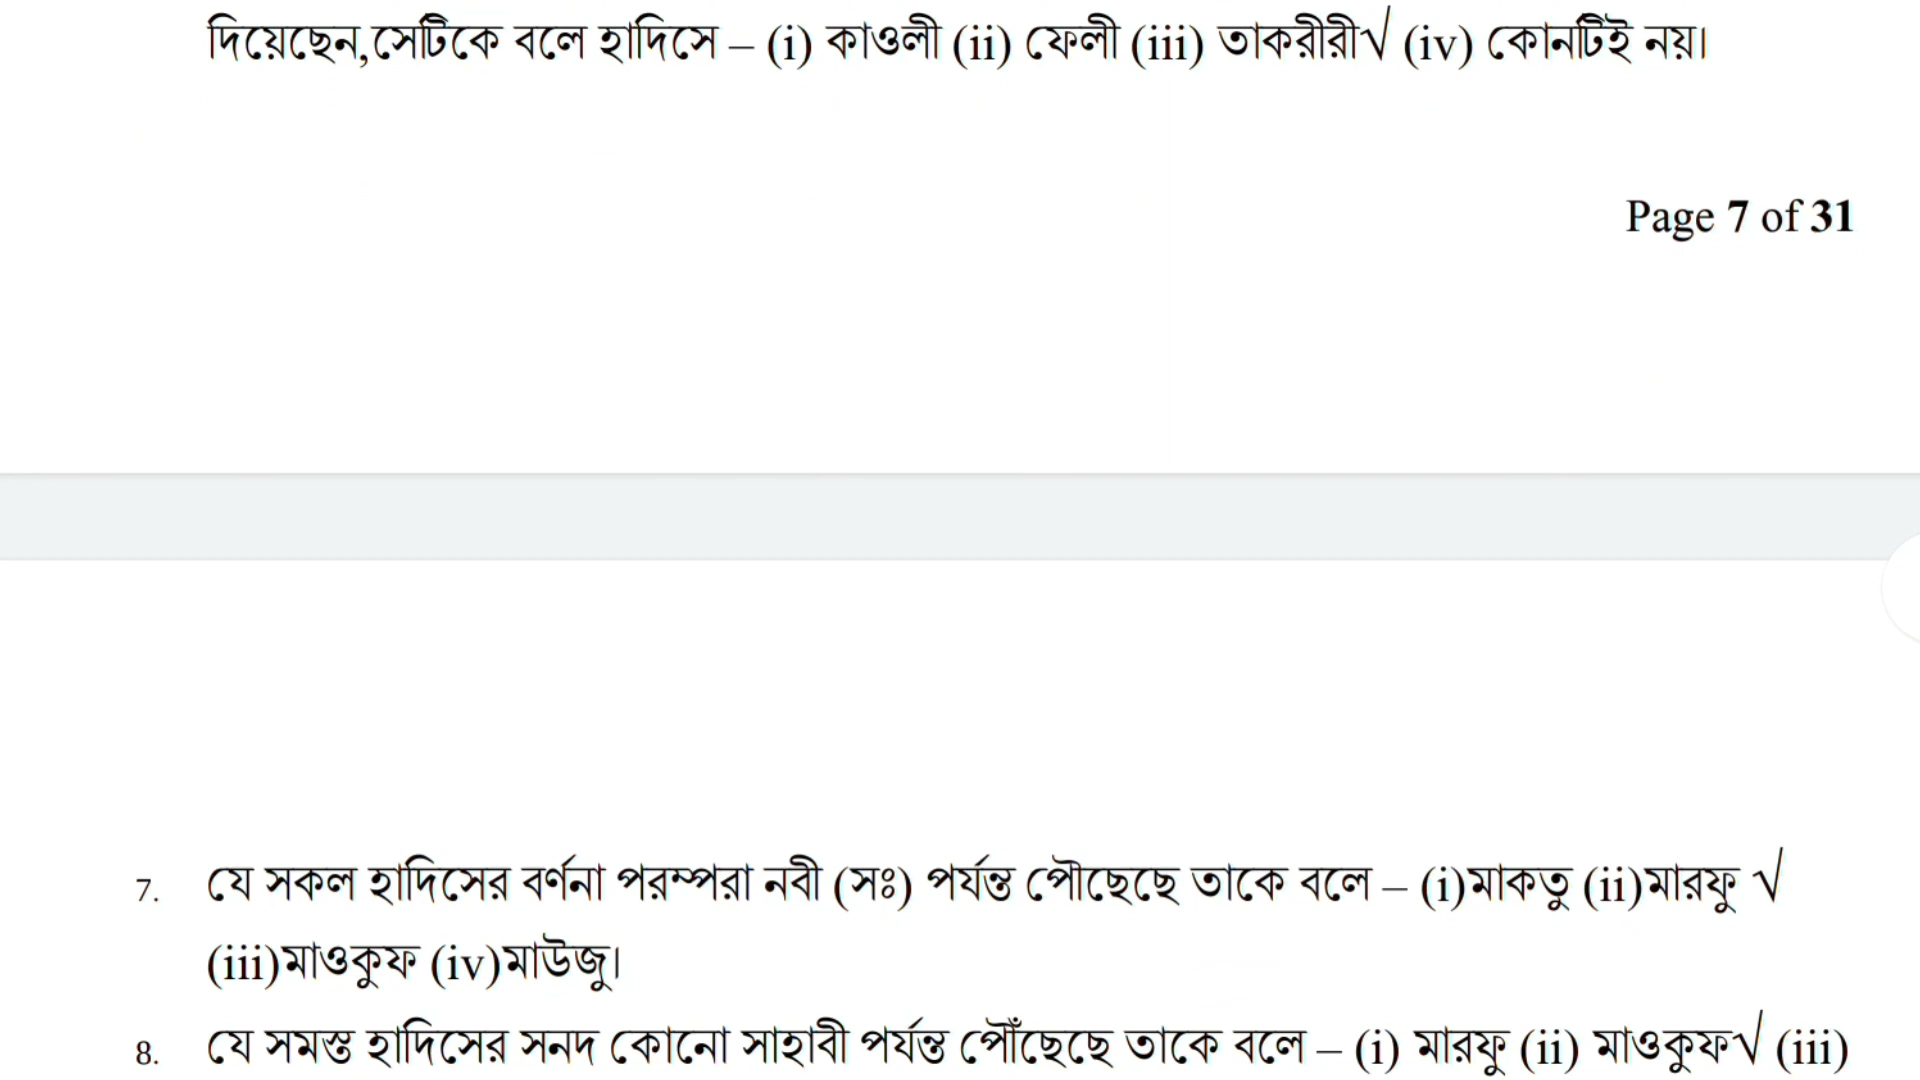 দিয়েছেন,সেটিকে বলে হাদিসে – (i) কাওলী (ii) ফেলী (iii) তাকরীরী√ (iv) কোনটিই নয়।
Page 7 of 31
7. যে সকল হাদিসের বর্ণনা পরম্পরা নবী (সঃ) পর্যন্ত পৌছেছে তাকে বলে – (i)মাকতু (ii)মারফু √
(iii)মাওকুফ (iv)মাউজু।
8. যে সমস্ত হাদিসের সনদ কোনো সাহাবী পর্যন্ত পৌঁছেছে তাকে বলে – (i) মারফু (ii) মাওকুফ√ (iii)